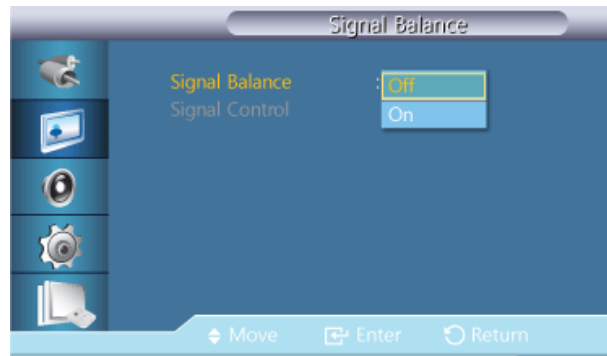 Signal Balance
Signal Balance : Off
Signal Control On
Move Enter Return